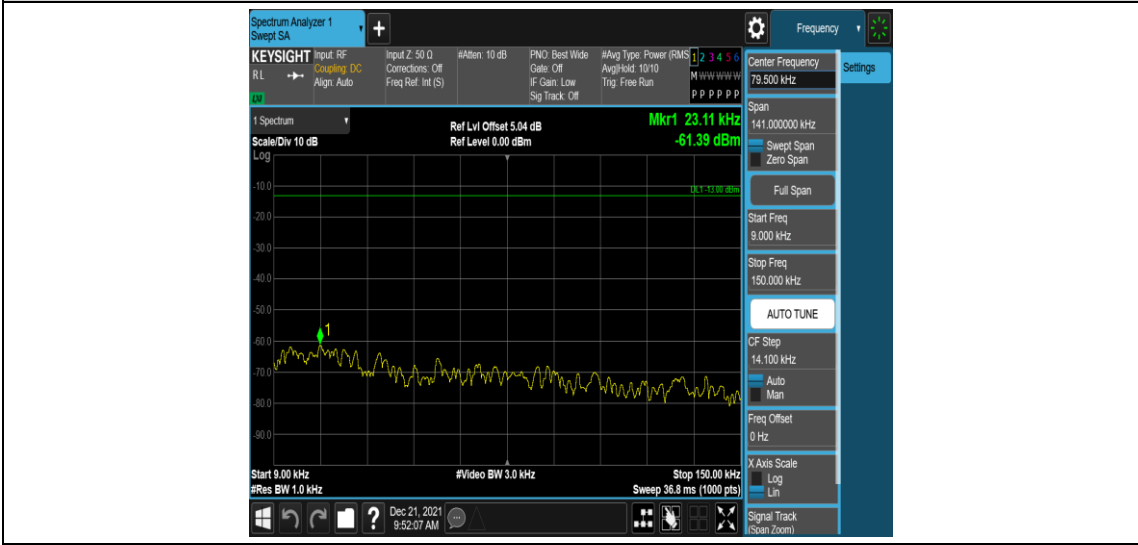 Spectrum Analyzer 1
Swept SA
+
Frequency
KEYSIGHT
RL
LXI
Input: RF
Coupling: DC
Align: Auto
Input Z: 50 Ω
Corrections: Off
Freq Ref: Int (S)
#Atten: 10 dB
PNO: Best Wide
Gate: Off
IF Gain: Low
Sig Track: Off
#Avg Type: Power (RMS
Avg|Hold: 10/10
Trig: Free Run
1 2 3 4 5 6
M W W W W W
P P P P P P
Center Frequency
79.500 kHz
Settings
Span
141.000000 kHz
Swept Span
Zero Span
Full Span
Start Freq
9.000 kHz
Stop Freq
150.000 kHz
AUTO TUNE
CF Step
14.100 kHz
Auto
Man
Freq Offset
0 Hz
X Axis Scale
Log
Lin
Signal Track
(Span Zoom)
1 Spectrum
Scale/Div 10 dB
Log
Ref Lvl Offset 5.04 dB
Ref Level 0.00 dBm
Mkr1 23.11 kHz
-61.39 dBm
DL1 -13.00 dBm
-10.0
-20.0
-30.0
-40.0
-50.0
-60.0
-70.0
-80.0
-90.0
1
Start 9.00 kHz
#Res BW 1.0 kHz
#Video BW 3.0 kHz
Stop 150.00 kHz
Sweep 36.8 ms (1000 pts)
?
Dec 21, 2021
9:52:07 AM